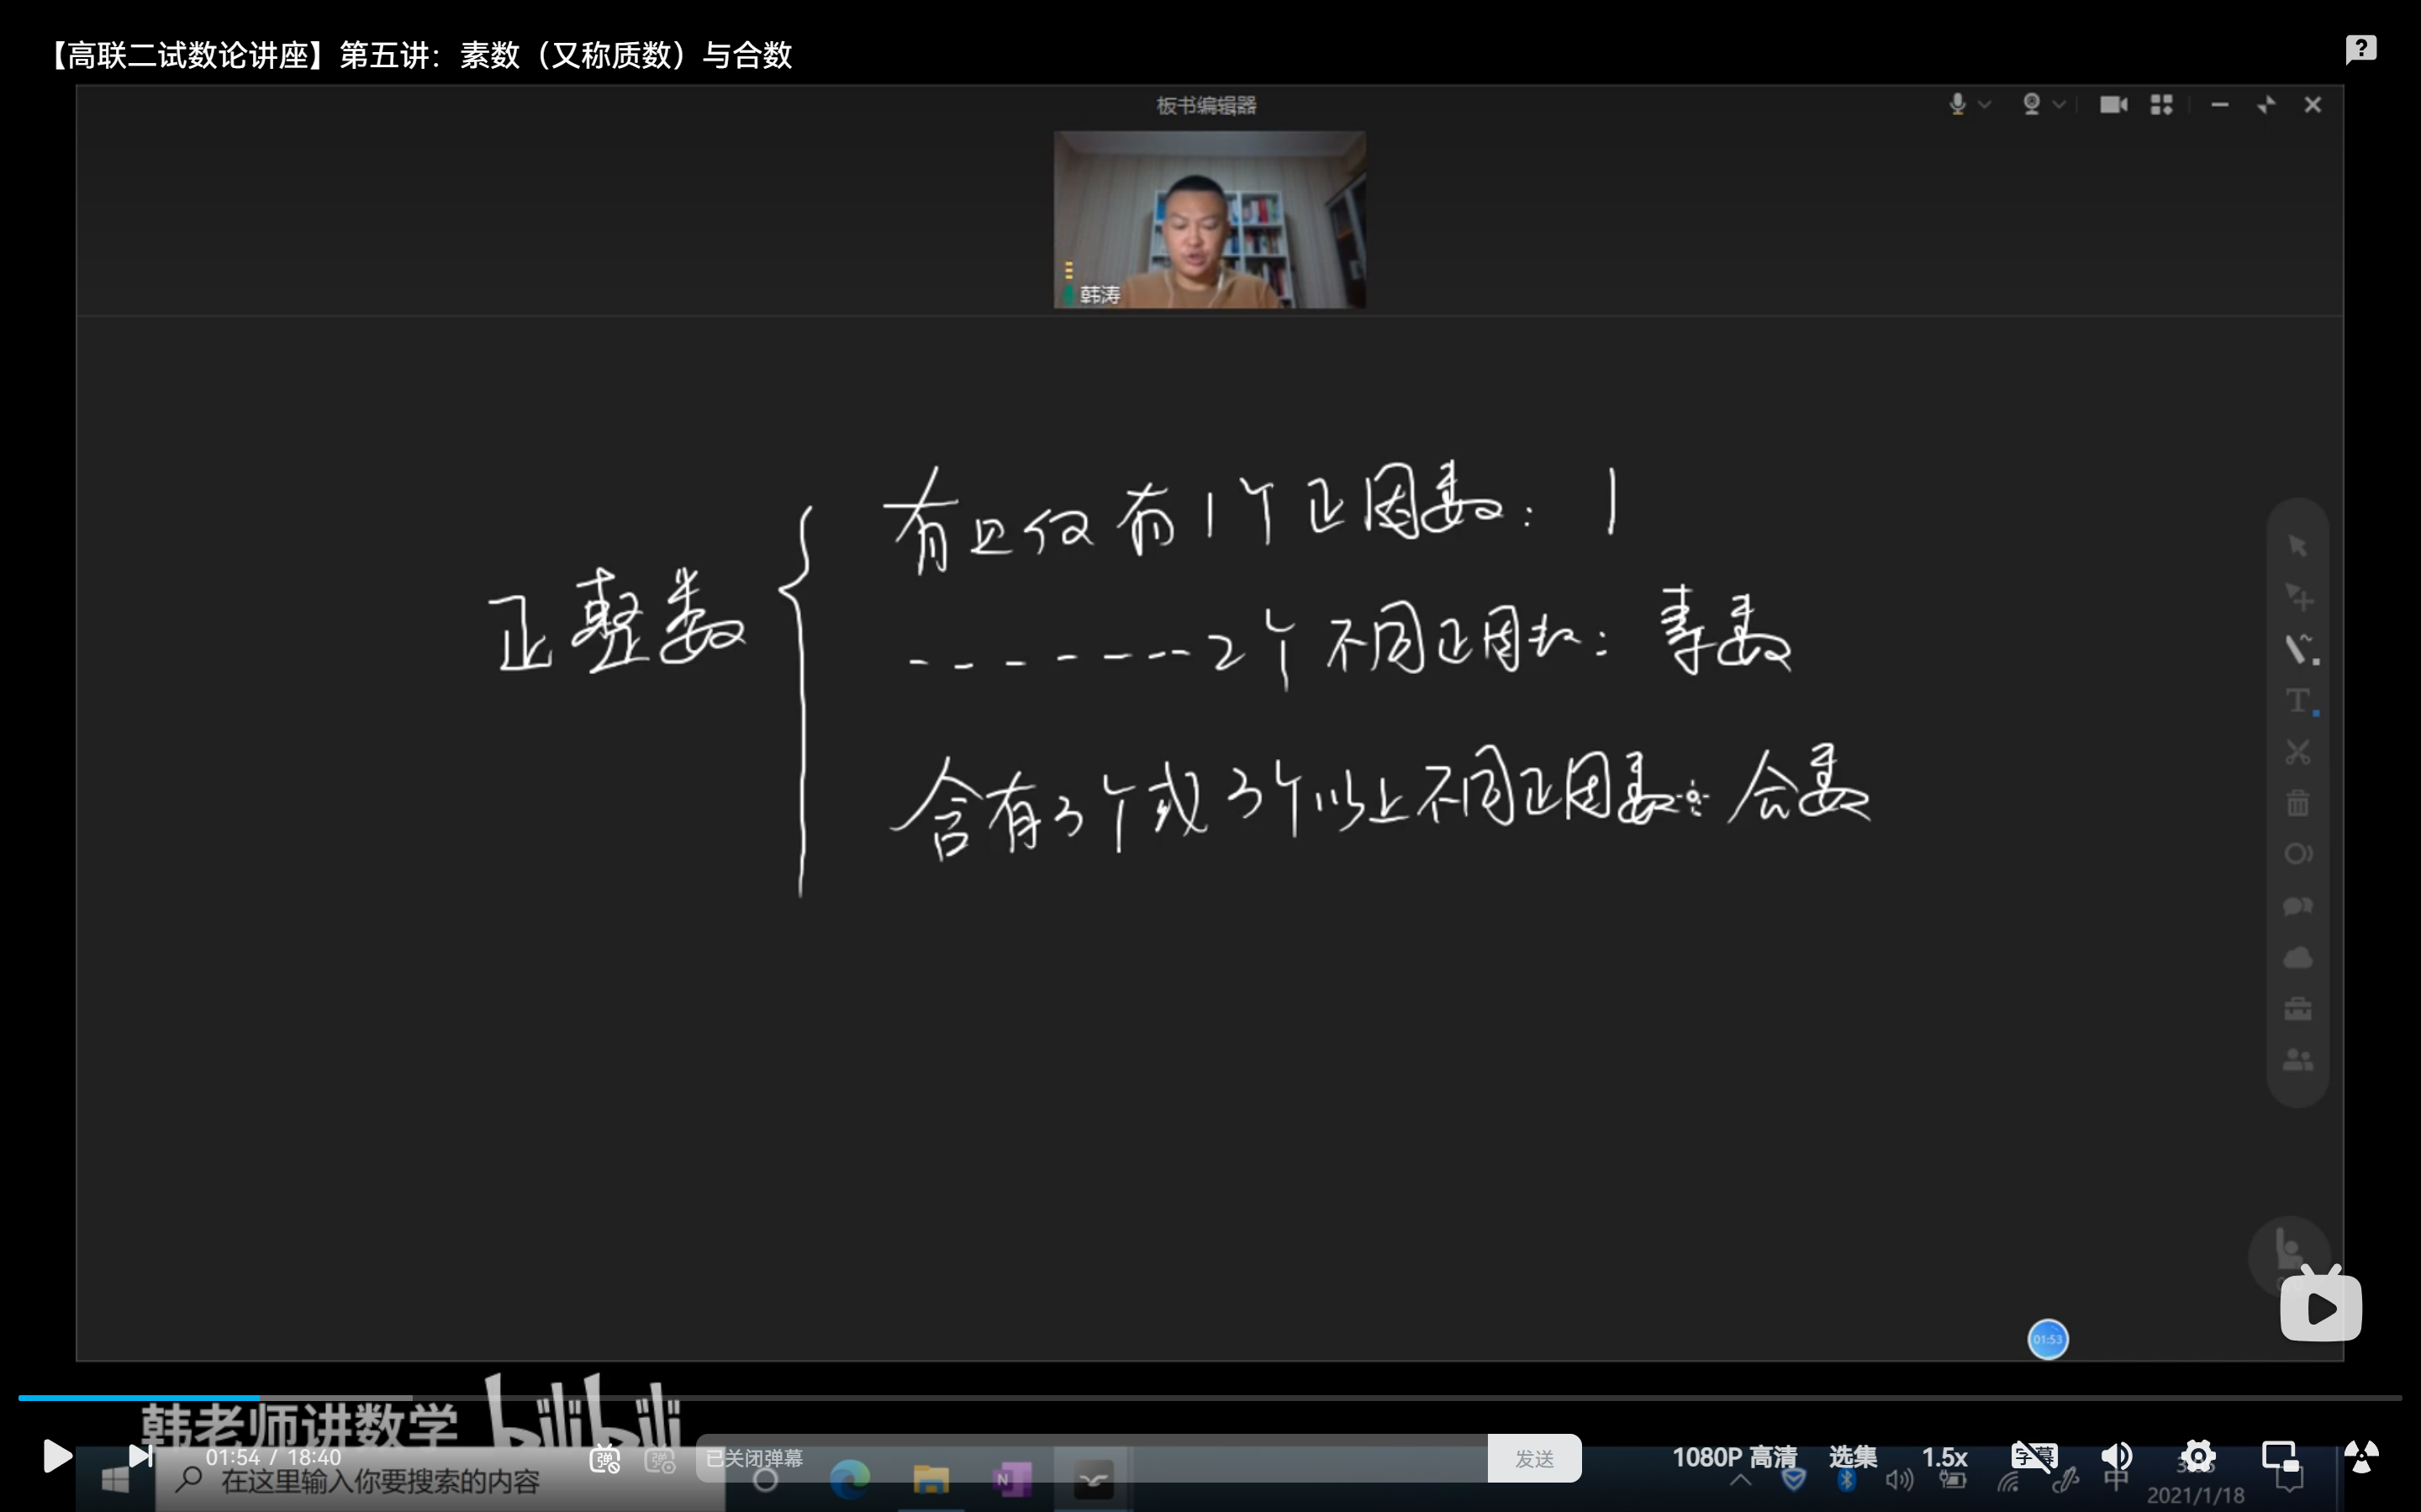 【高联二试数论讲座】第五讲：素数（又称质数）与合数
板书编辑器
韩涛
有且仅有1个正因数：1
正整数
-------2个不同正因数：素数
含有3个或3个以上不同正因数：合数
01:53
韩老师讲数学 bilibili
01:54 / 18:40
已关闭弹幕
发送
1080P 高清 选集 1.5x
在这里输入你要搜索的内容
中
2021/1/18